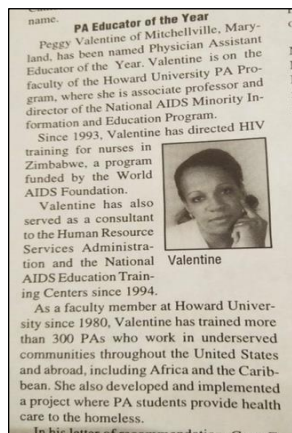 name.
PA Educator of the Year
Peggy Valentine of Mitchellville, Mary-
land, has been named Physician Assistant
Educator of the Year. Valentine is on the
faculty of the Howard University PA Pro-
gram, where she is associate professor and
director of the National AIDS Minority In-
formation and Education Program.
Since 1993, Valentine has directed HIV
training for nurses in
Zimbabwe, a program
funded by the World
AIDS Foundation.
Valentine has also
served as a consultant
to the Human Resource
Services Administra-
tion and the National
AIDS Education Train-
ing Centers since 1994.
Valentine
As a faculty member at Howard Univer-
sity since 1980, Valentine has trained more
than 300 PAs who work in underserved
communities throughout the United States
and abroad, including Africa and the Carib-
bean. She also developed and implemented
a project where PA students provide health
care to the homeless.
In his letter of recommendation